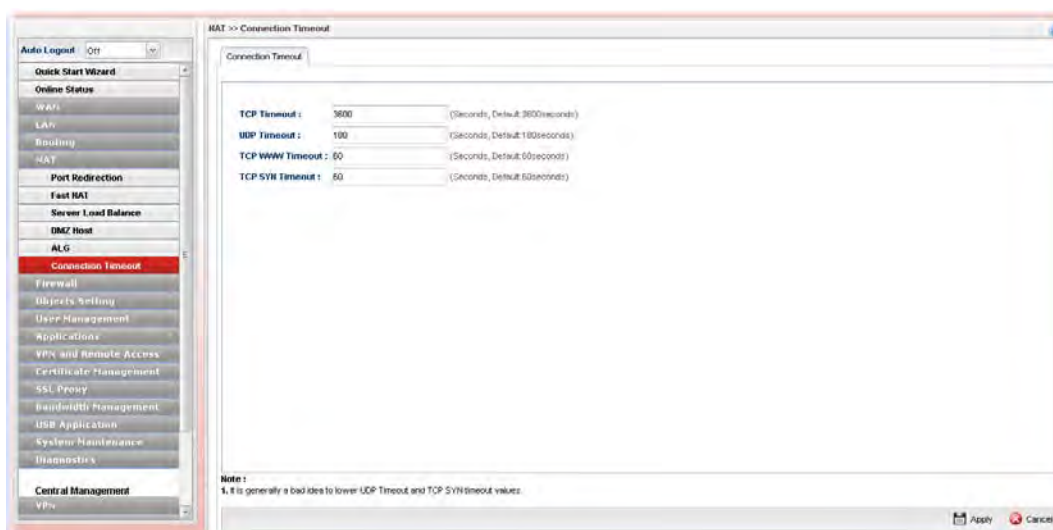 NAT >> Connection Timeout
Auto Logout Off
Connection Timeout
Quick Start Wizard
Online Status
WAN
LAN
Routing
NAT
Port Redirection
Fast NAT
Server Load Balance
DMZ Host
ALG
Connection Timeout
Firewall
Objects Setting
User Management
Applications
VPN and Remote Access
Certificate Management
SSL Proxy
Bandwidth Management
USB Application
System Maintenance
Diagnostics
Central Management
VPN
TCP Timeout : 3600 (Seconds, Default:3600seconds)
UDP Timeout : 180 (Seconds, Default:180seconds)
TCP WWW Timeout : 60 (Seconds, Default:60seconds)
TCP SYN Timeout : 60 (Seconds, Default:60seconds)
Note :
1. It is generally a bad idea to lower UDP Timeout and TCP SYN timeout values.
Apply Cancel